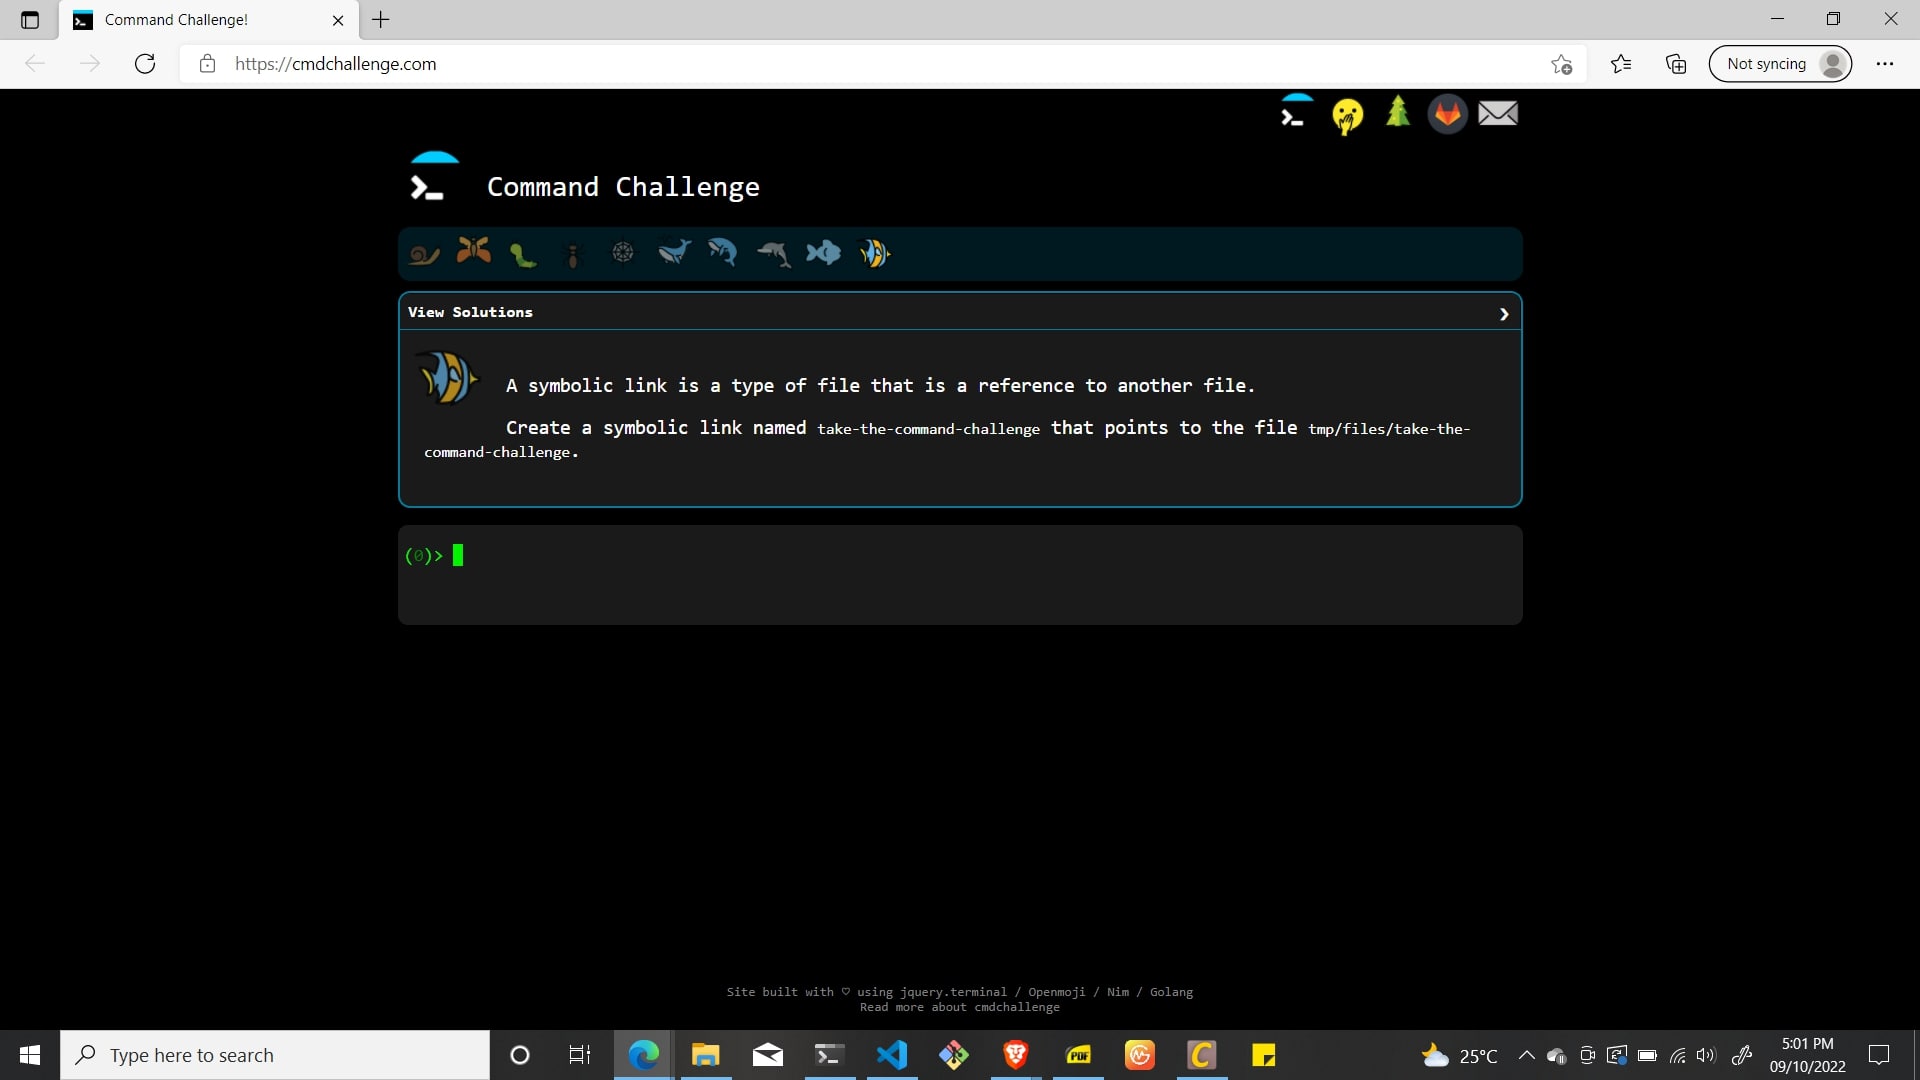 Command Challenge!
https://cmdchallenge.com
Not syncing
Command Challenge
View Solutions
A symbolic link is a type of file that is a reference to another file.
Create a symbolic link named take-the-command-challenge that points to the file tmp/files/take-the-
command-challenge.
(0)>
Site built with ♡ using jquery.terminal / Openmoji / Nim / Golang
Read more about cmdchallenge
Type here to search
PDF
C
25°C
5:01 PM
09/10/2022